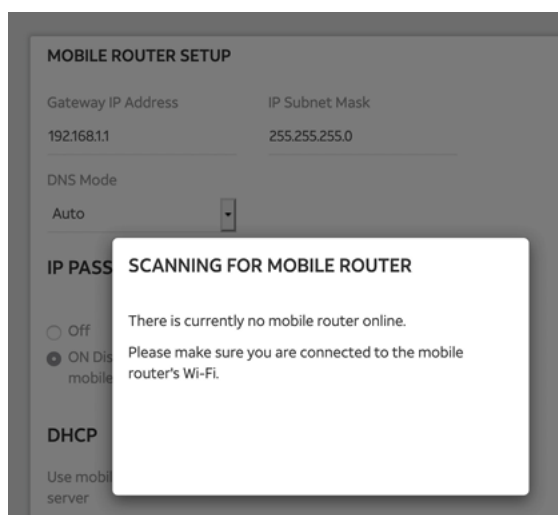 MOBILE ROUTER SETUP
Gateway IP Address IP Subnet Mask
192.168.1.1 255.255.255.0
DNS Mode
Auto
IP PASS
SCANNING FOR MOBILE ROUTER
There is currently no mobile router online.
Please make sure you are connected to the mobile
router's Wi-Fi.
Off
ON Dis
mobile
DHCP
Use mobil
server